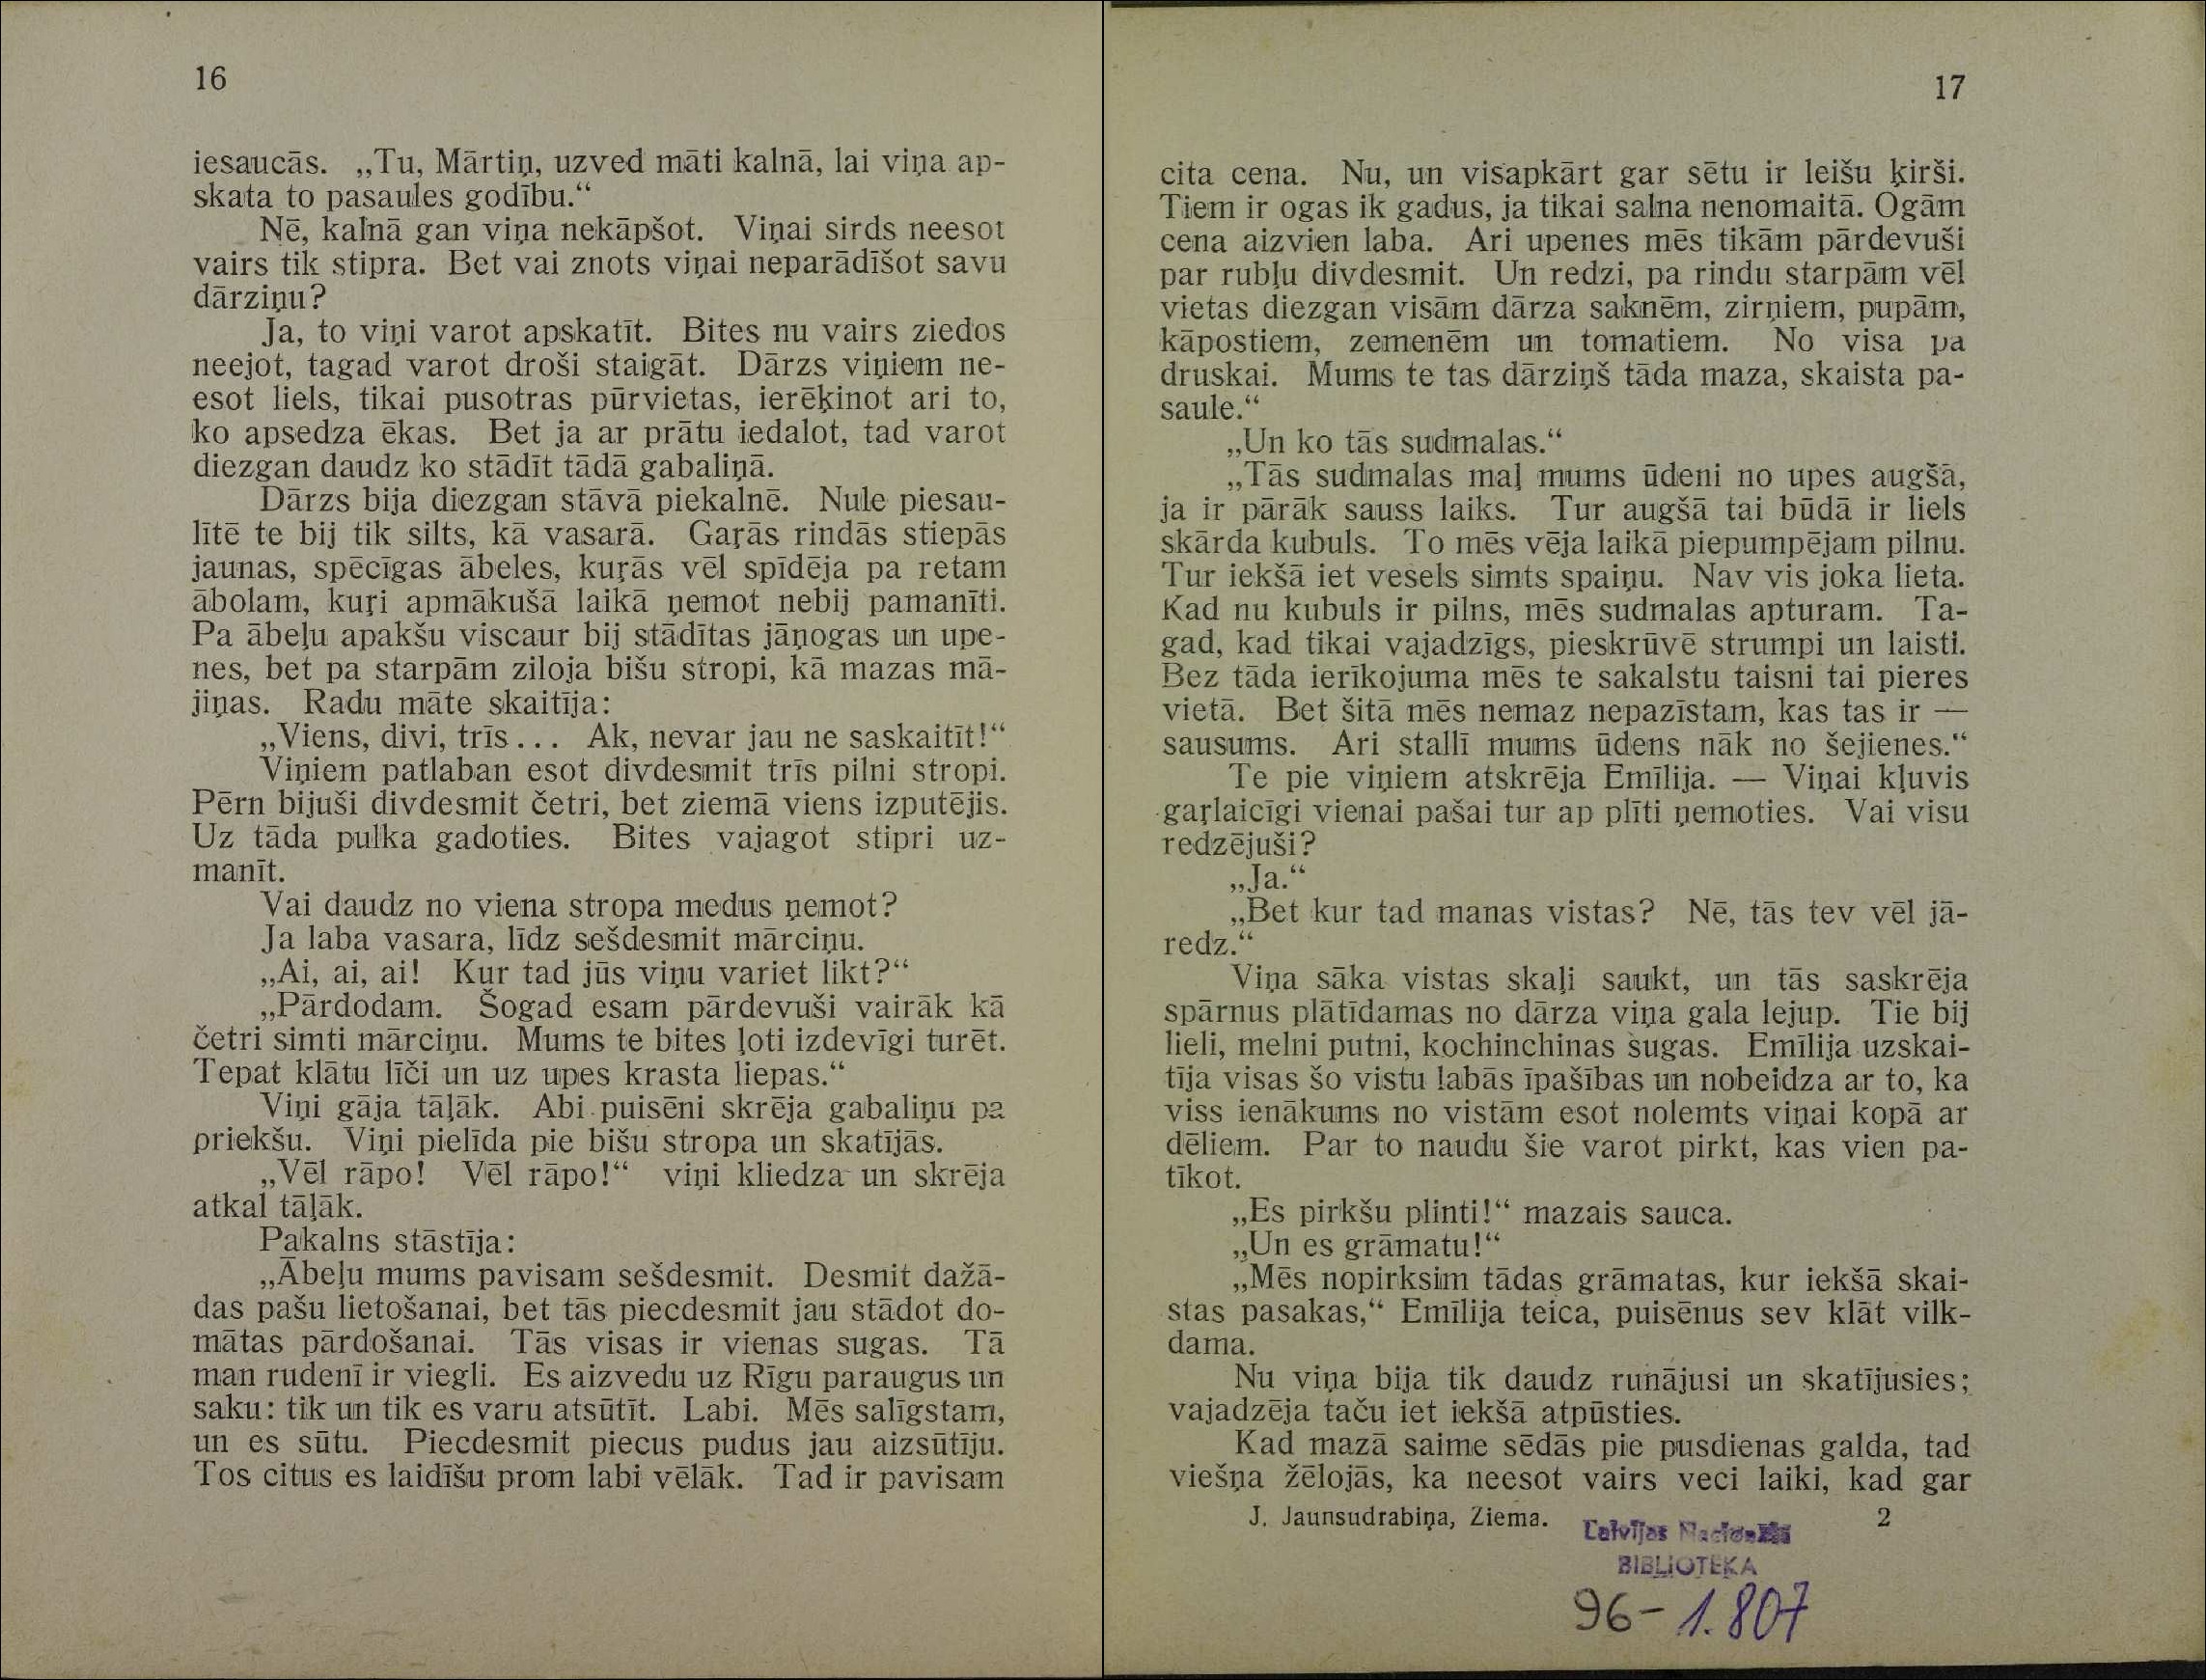 16
iesaucās. „Tu, Mārtiņ, uzved māti kalnā, lai viņa ap-
skata to pasaules godību.“
Nē, kalnā gan viņa nekāpšot. Viņai sirds neesot
vairs tik stipra. Bet vai znots viņai neparādīšot savu
dārziņu?
Ja, to viņi varot apskatīt. Bites nu vairs ziedos
neejot, tagad varot droši staigāt. Dārzs viņiem ne-
esot liels, tikai pusotras pūrvietas, ierēķinot ari to,
ko apsedza ēkas. Bet ja ar prātu iedalot, tad varot
diezgan daudz ko stādīt tādā gabaliņā.
Dārzs bija diezgan stāvā piekalnē. Nule piesau-
lītē te bij tik silts, kā vasarā. Gaŗās rindās stiepās
jaunas, spēcīgas ābeles, kuŗās vēl spīdēja pa retam
ābolam, kuŗi apmākušā laikā ņemot nebij pamanīti.
Pa ābeļu apakšu viscaur bij stādītas jāņogas un upe-
nes, bet pa starpām ziloja bišu stropi, kā mazas mā-
jiņas. Radu māte skaitīja:
„Viens, divi, trīs... Ak, nevar jau ne saskaitīt!“
Viņiem patlaban esot divdesmit trīs pilni stropi.
Pērn bijuši divdesmit četri, bet ziemā viens izputējis.
Uz tāda pulka gadoties. Bites vajagot stipri uz-
manīt.
Vai daudz no viena stropa medus ņemot?
Ja laba vasara, līdz sešdesmit mārciņu.
„Ai, ai, ai! Kur tad jūs viņu variet likt?“
„Pārdodam. Šogad esam pārdevuši vairāk kā
četri simti mārciņu. Mums te bites ļoti izdevīgi turēt.
Tepat klātu līči un uz upes krasta liepas.“
Viņi gāja tāļāk. Abi puisēni skrēja gabaliņu pa
priekšu. Viņi pielīda pie bišu stropa un skatījās.
„Vēl rāpo! Vēl rāpo!“ viņi kliedza un skrēja
atkal tāļāk.
Pakalns stāstīja:
„Ābeļu mums pavisam sešdesmit. Desmit dažā-
das pašu lietošanai, bet tās piecdesmit jau stādot do-
mātas pārdošanai. Tās visas ir vienas sugas. Tā
man rudenī ir viegli. Es aizvedu uz Rīgu paraugus un
saku: tik un tik es varu atsūtīt. Labi. Mēs salīgstam,
un es sūtu. Piecdesmit piecus pudus jau aizsūtīju.
Tos citus es laidīšu prom labi vēlāk. Tad ir pavisam
17
cita cena. Nu, un visapkārt gar sētu ir leišu ķirši.
Tiem ir ogas ik gadus, ja tikai salna nenomaitā. Ogām
cena aizvien laba. Ari upenes mēs tikām pārdevuši
par rubļu divdesmit. Un redzi, pa rindu starpām vēl
vietas diezgan visām dārza saknēm, zirņiem, pupām,
kāpostiem, zemenēm un tomatiem. No visa pa
druskai. Mums te tas dārziņš tāda maza, skaista pa-
saule.“
„Un ko tās sudmalas.“
„Tās sudmalas maļ mums ūdeni no upes augšā,
ja ir pārāk sauss laiks. Tur augšā tai būdā ir liels
skārda kubuls. To mēs vēja laikā piepumpējam pilnu.
Tur iekšā iet vesels simts spaiņu. Nav vis joka lieta.
Kad nu kubuls ir pilns, mēs sudmalas apturam. Ta-
gad, kad tikai vajadzīgs, pieskrūvē strumpi un laisti.
Bez tāda ierīkojuma mēs te sakalstu taisni tai pieres
vietā. Bet šitā mēs nemaz nepazīstam, kas tas ir —
sausums. Ari stallī mums ūdens nāk no šejienes.“
Te pie viņiem atskrēja Emīlija. — Viņai kļuvis
gaŗlaicīgi vienai pašai tur ap plīti ņemoties. Vai visu
redzējuši?
„Ja.“
„Bet kur tad manas vistas? Nē, tās tev vēl jā-
redz.“
Viņa sāka vistas skaļi saukt, un tās saskrēja
spārnus plātīdamas no dārza viņa gala lejup. Tie bij
lieli, melni putni, kochinchinas sugas. Emīlija uzskai-
tīja visas šo vistu labās īpašības un nobeidza ar to, ka
viss ienākums no vistām esot nolemts viņai kopā ar
dēliem. Par to naudu šie varot pirkt, kas vien pa-
tīkot.
„Es pirkšu plinti!“ mazais sauca.
„Un es grāmatu!“
„Mēs nopirksim tādas grāmatas, kur iekšā skai-
stas pasakas,“ Emīlija teica, puisēnus sev klāt vilk-
dama.
Nu viņa bija tik daudz runājusi un skatījusies;
vajadzēja taču iet iekšā atpūsties.
Kad mazā saime sēdās pie pusdienas galda, tad
viešņa žēlojās, ka neesot vairs veci laiki, kad gar
J. Jaunsudrabiņa, Ziema. 2
Latvijas Nacionālā
BIBLIOTĒKA
96-1.807